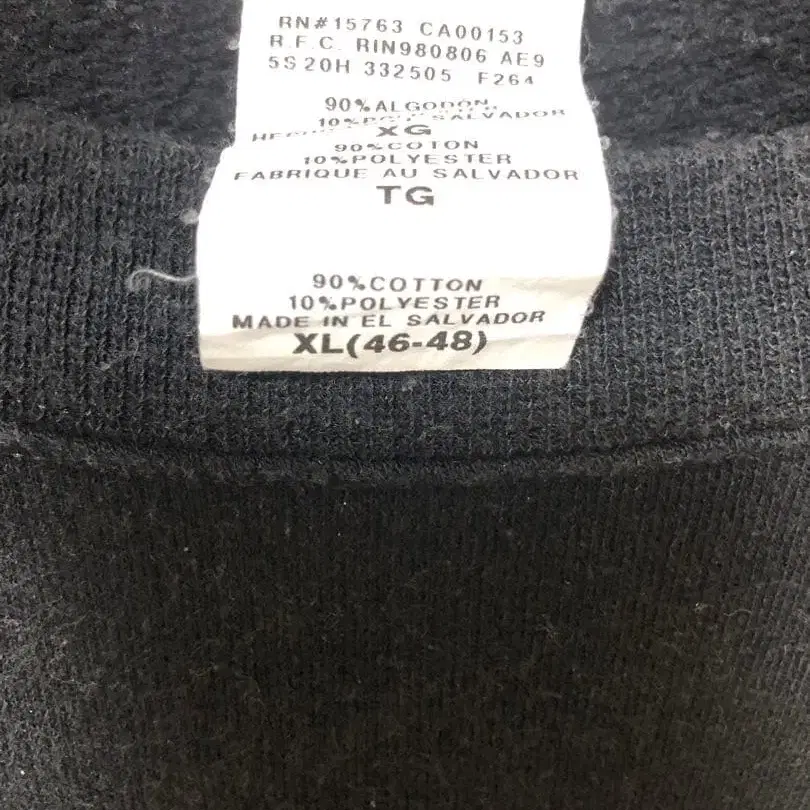 RN#15763 CA00153
R.F.C. RIN980806 AE9
5S20H 332505 F264
90%ALGODON
SALVADOR
XG
90%COTON
10%POLYESTER
FABRIQUE AU SALVADOR
TG
90%COTTON
10%POLYESTER
MADE IN EL SALVADOR
XL(46-48)